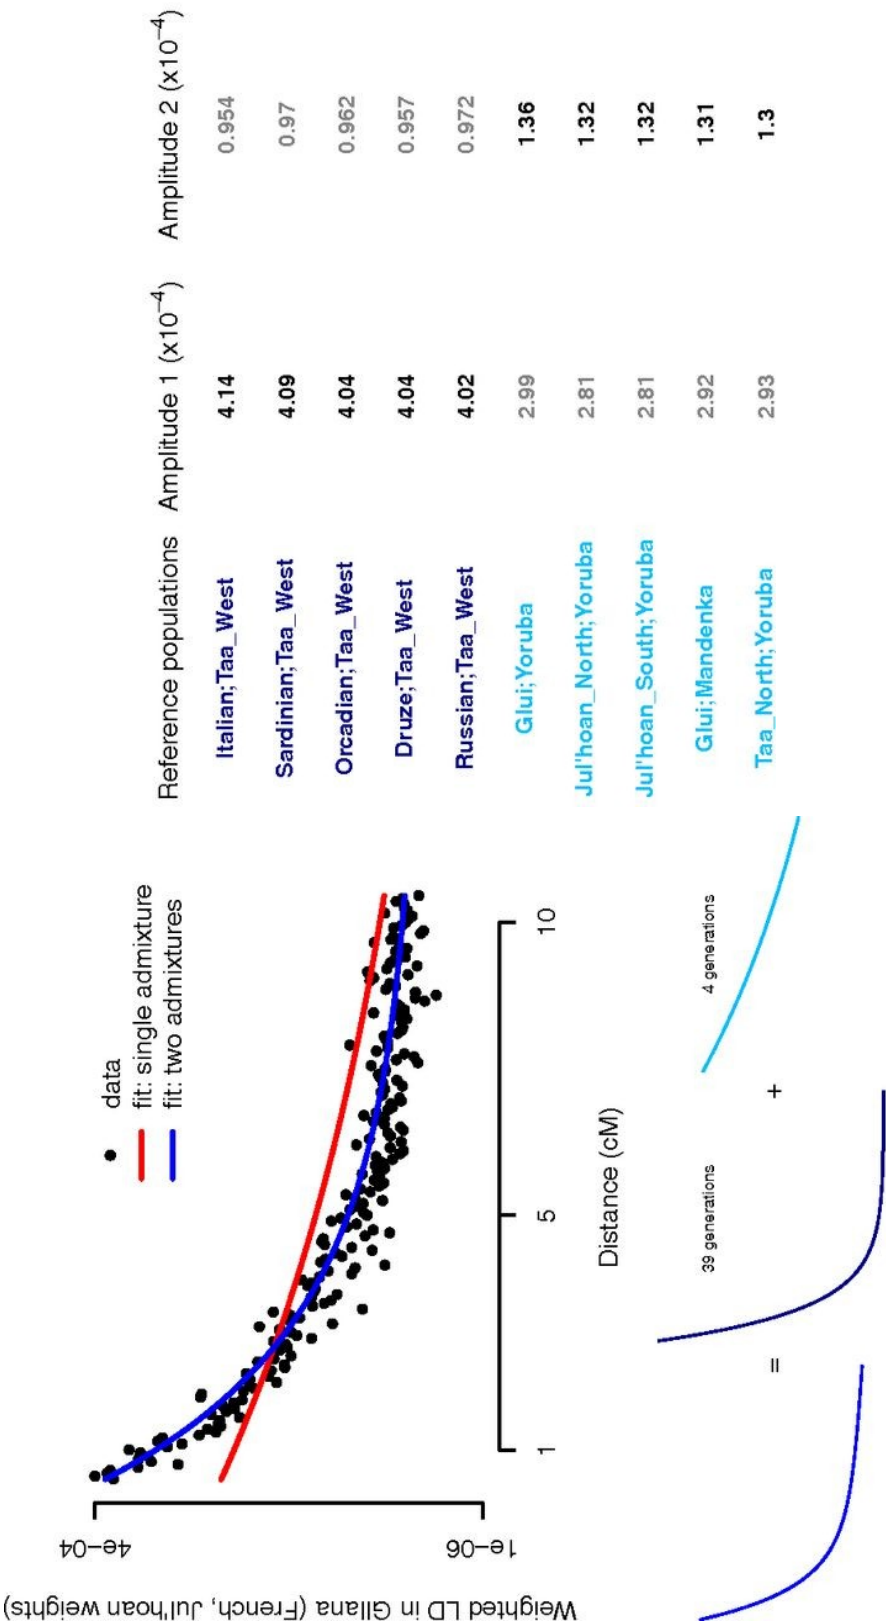 Weighted LD in GIIana (French, Jul'hoan weights)
4e−04
1e−06
data
fit: single admixture
fit: two admixtures
1
5
10
Distance (cM)
39 generations
4 generations
=
+
Reference populations Amplitude 1 (x10−4) Amplitude 2 (x10−4)
Italian;Taa_West 4.14 0.954
Sardinian;Taa_West 4.09 0.97
Orcadian;Taa_West 4.04 0.962
Druze;Taa_West 4.04 0.957
Russian;Taa_West 4.02 0.972
GIui;Yoruba 2.99 1.36
Jul'hoan_North;Yoruba 2.81 1.32
Jul'hoan_South;Yoruba 2.81 1.32
GIui;Mandenka 2.92 1.31
Taa_North;Yoruba 2.93 1.3